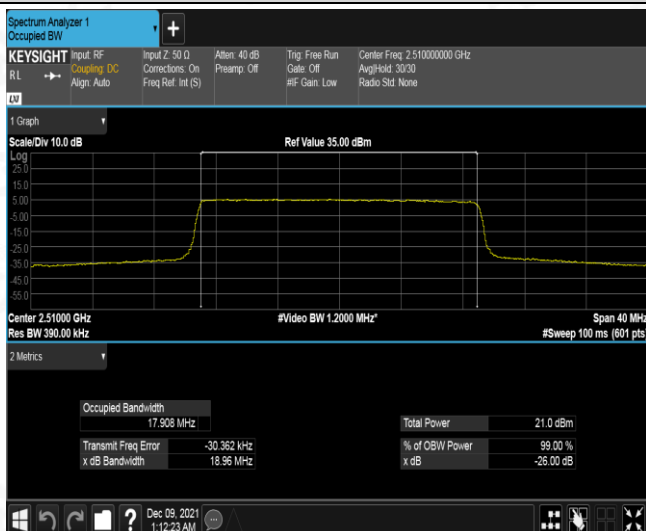 Spectrum Analyzer 1
Occupied BW
+
KEYSIGHT Input: RF Input Z: 50 Ω Atten: 40 dB Trig: Free Run Center Freq: 2.510000000 GHz
RL Coupling: DC Corrections: On Preamp: Off Gate: Off Avg|Hold: 30/30
Align: Auto Freq Ref: Int (S) #IF Gain: Low Radio Std: None
1 Graph
Scale/Div 10.0 dB Ref Value 35.00 dBm
Log
25.0
15.0
5.00
-5.00
-15.0
-25.0
-35.0
-45.0
-55.0
Center 2.51000 GHz #Video BW 1.2000 MHz* Span 40 MHz
Res BW 390.00 kHz #Sweep 100 ms (601 pts)
2 Metrics
Occupied Bandwidth
17.908 MHz Total Power 21.0 dBm
Transmit Freq Error -30.362 kHz % of OBW Power 99.00 %
x dB Bandwidth 18.96 MHz x dB -26.00 dB
? Dec 09, 2021
1:12:23 AM